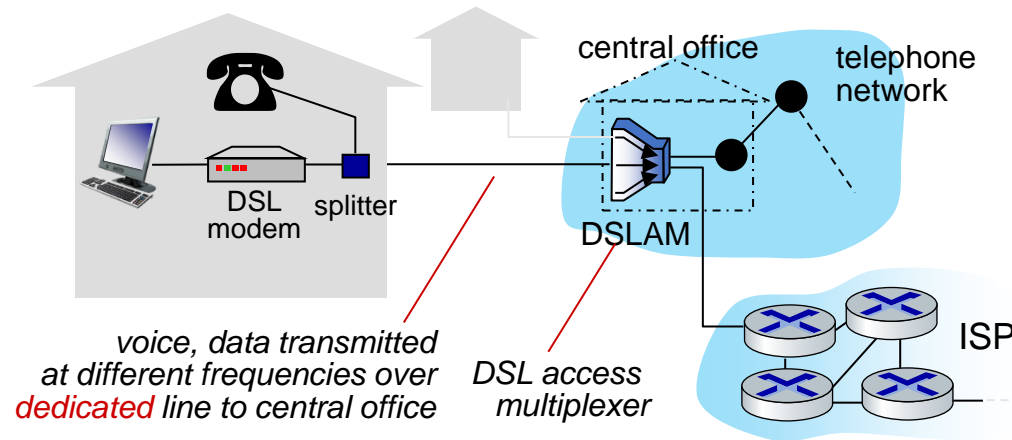 central office
telephone
network
DSL
modem
splitter
DSLAM
ISP
voice, data transmitted
at different frequencies over
dedicated line to central office
DSL access
multiplexer